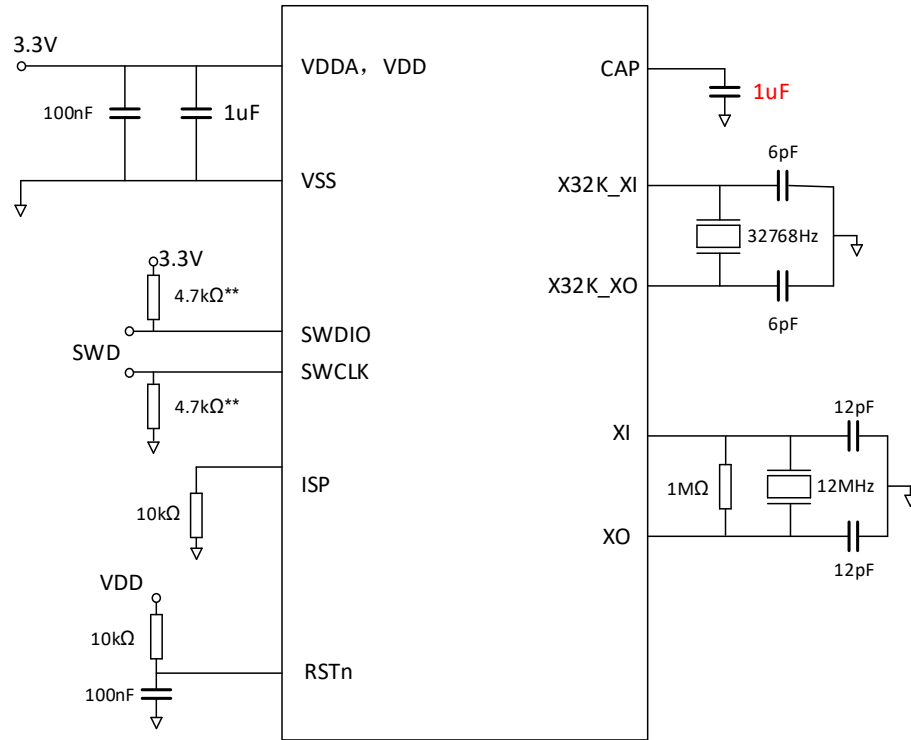 3.3V
VDDA，VDD
100nF
1uF
VSS
3.3V
4.7kΩ**
SWDIO
SWD
SWCLK
4.7kΩ**
ISP
10kΩ
VDD
10kΩ
RSTn
100nF
CAP
1uF
6pF
X32K_XI
32768Hz
X32K_XO
6pF
12pF
XI
1MΩ
12MHz
XO
12pF